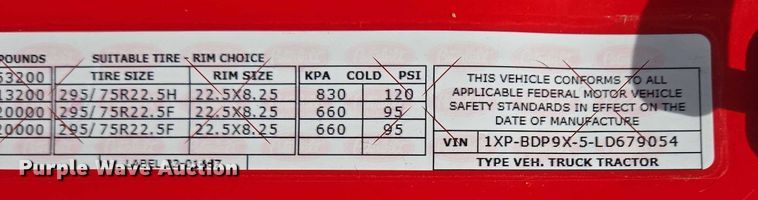 POUNDS SUITABLE TIRE - RIM CHOICE
53200 TIRE SIZE RIM SIZE KPA COLD PSI
13200 295/75R22.5H 22.5X8.25 830 120
20000 295/75R22.5F 22.5X8.25 660 95
20000 295/75R22.5F 22.5X8.25 660 95
THIS VEHICLE CONFORMS TO ALL
APPLICABLE FEDERAL MOTOR VEHICLE
SAFETY STANDARDS IN EFFECT ON THE
DATE OF MANUFACTURE
VIN 1XP-BDP9X-5-LD679054
TYPE VEH. TRUCK TRACTOR
LABEL
Purple Wave Auction